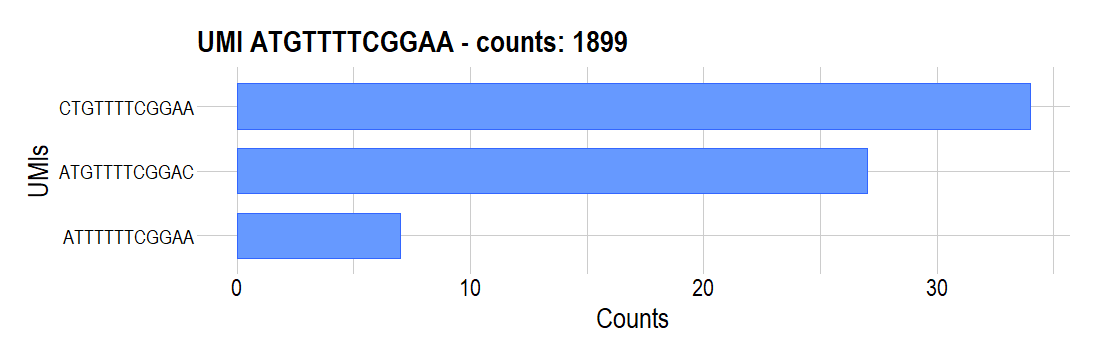 UMI ATGTTTTCGGAA - counts: 1899
CTGTTTTCGGAA
ATGTTTTCGGAC
ATTTTTTCGGAA
UMIs
0 10 20 30
Counts